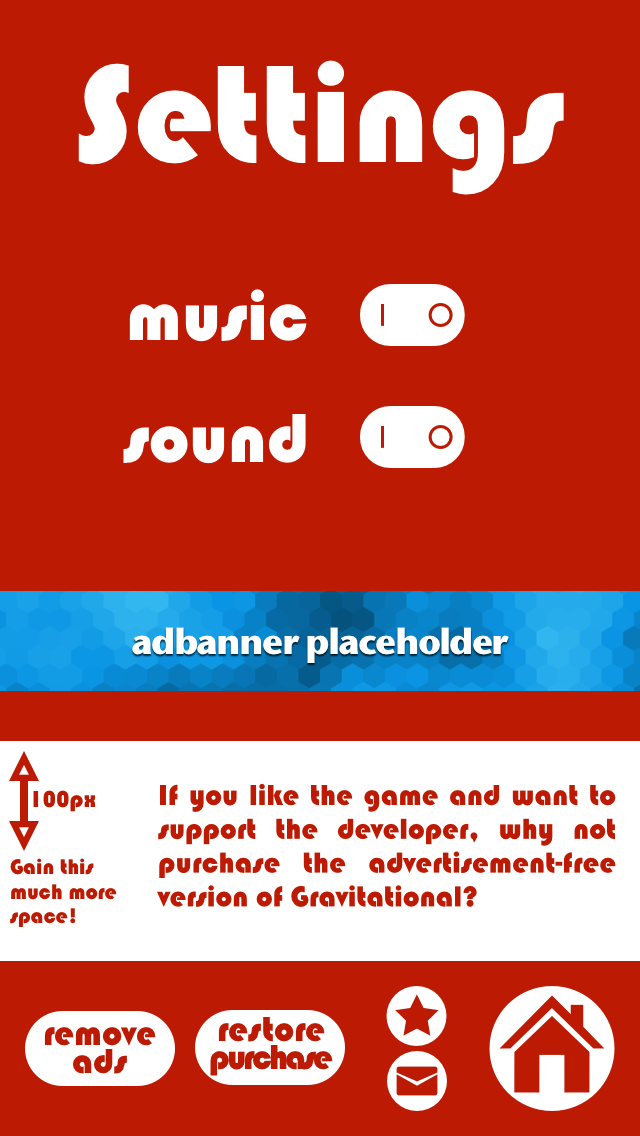 Settings
music I O
sound I O
adbanner placeholder
100px
Gain this
much more
space!
If you like the game and want to
support the developer, why not
purchase the advertisement-free
version of Gravitational?
remove
ads
restore
purchase